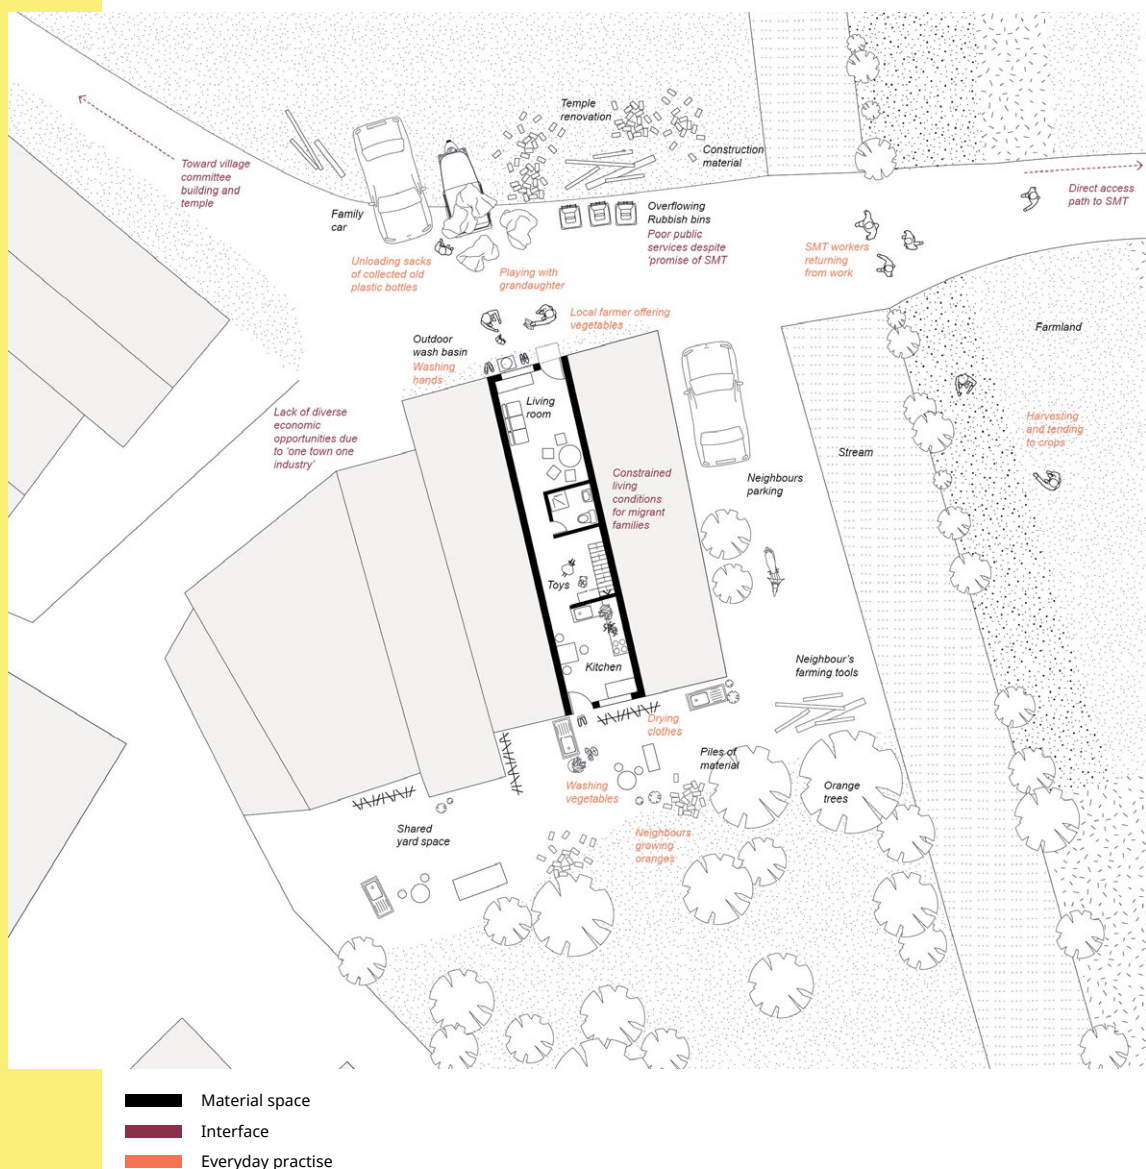 Temple
renovation
Construction
material
Toward village
committee
building and
temple
Direct access
path to SMT
Family
car
Overflowing
Rubbish bins
Poor public
services despite
'promise of SMT
Unloading sacks
of collected old
plastic bottles
Playing with
grandaughter
SMT workers
returning
from work
Local farmer offering
vegetables
Farmland
Outdoor
wash basin
Washing
hands
Living
room
Lack of diverse
economic
opportunities due
to 'one town one
industry'
Harvesting
and tending
to crops
Stream
Constrained
living
conditions
for migrant
families
Neighbours
parking
Toys
Kitchen
Neighbour's
farming tools
Drying
clothes
Piles of
material
Washing
vegetables
Orange
trees
Shared
yard space
Neighbours
growing
oranges
Material space
Interface
Everyday practise